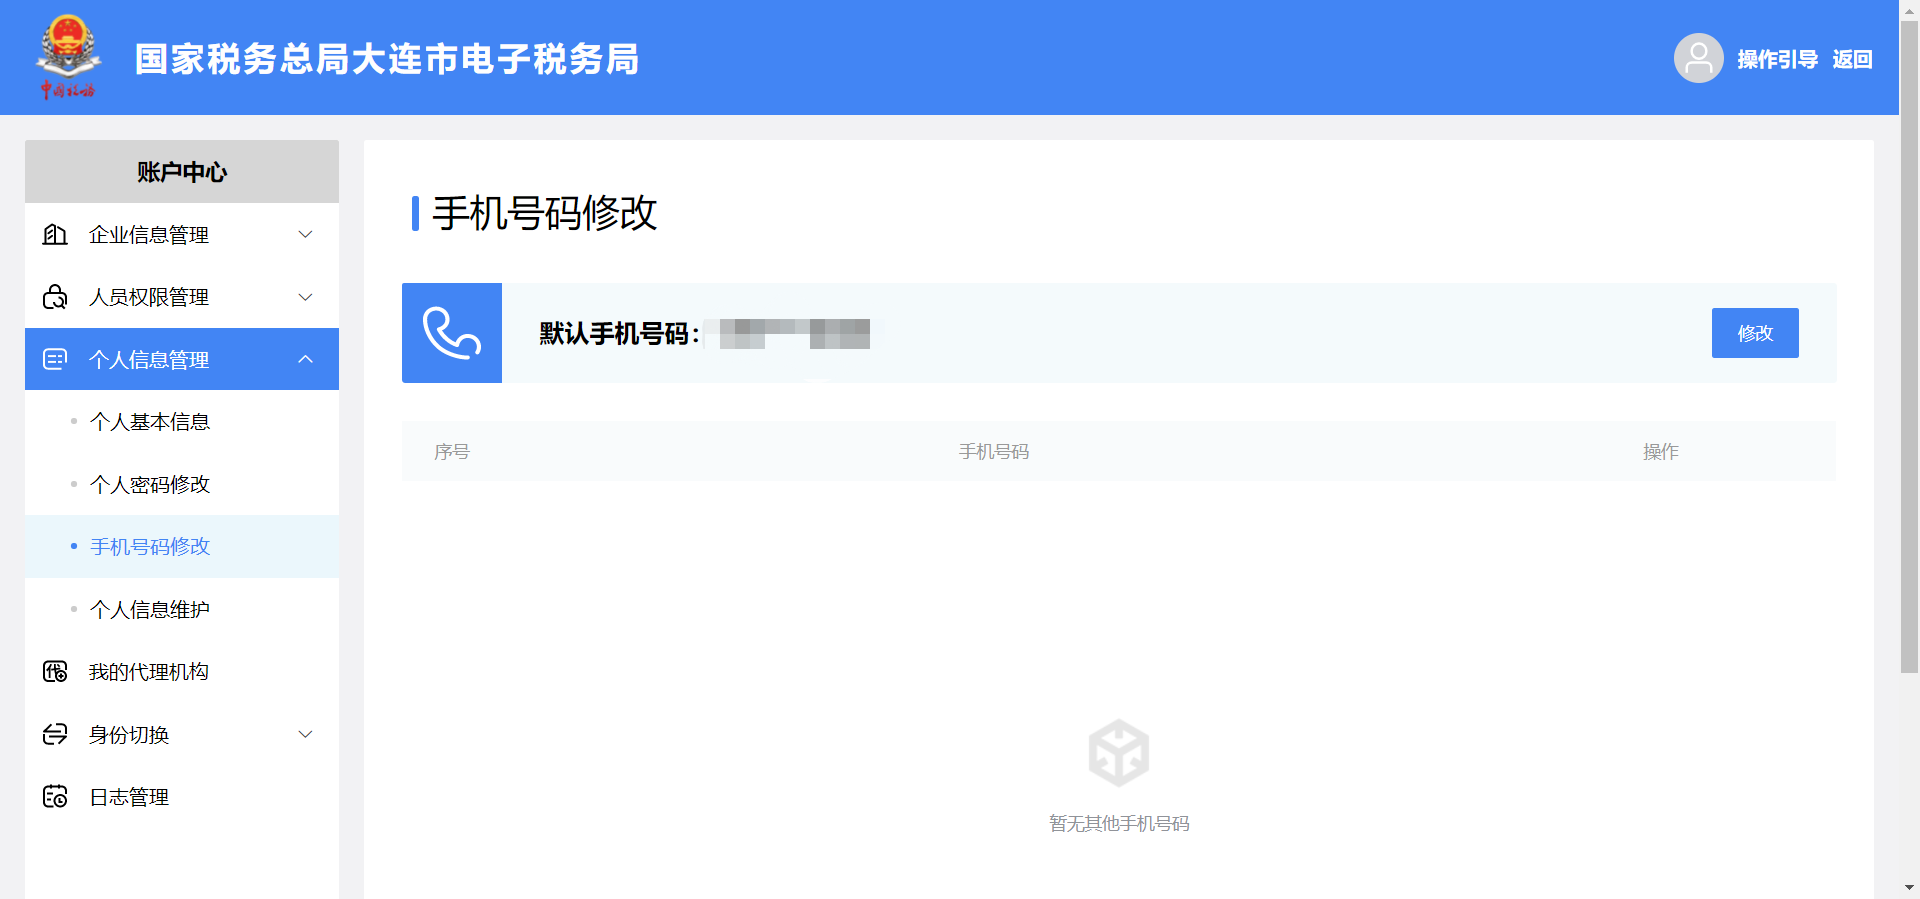 中国税务
国家税务总局大连市电子税务局
操作引导 返回
账户中心
企业信息管理
人员权限管理
个人信息管理
个人基本信息
个人密码修改
手机号码修改
个人信息维护
我的代理机构
身份切换
日志管理
手机号码修改
默认手机号码：
修改
序号 手机号码 操作
暂无其他手机号码